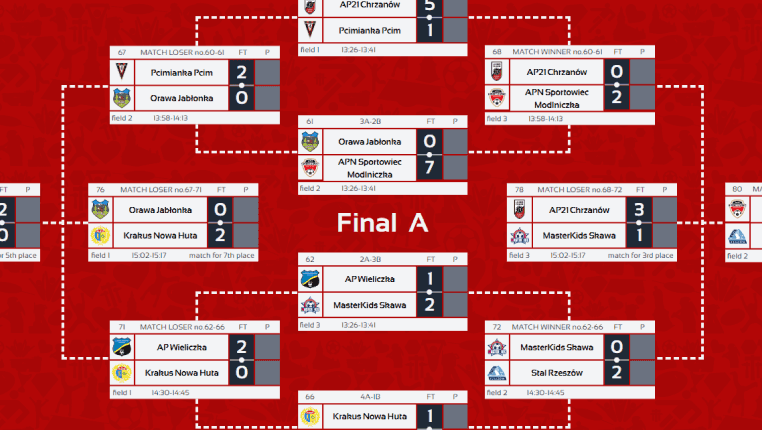 AP21 Chrzanów 5
Pcimianka Pcim 1
field 1 13:26-13:41
67 MATCH LOSER no.60-61 FT P
Pcimianka Pcim 2
Orawa Jabłonka 0
field 2 13:58-14:13
68 MATCH WINNER no.60-61 FT P
AP21 Chrzanów 0
APN Sportowiec
Modlniczka 2
field 3 13:58-14:13
61 3A-2B FT P
Orawa Jabłonka 0
APN Sportowiec
Modlniczka 7
field 2 13:26-13:41
FT P
2
0
or 5th place
76 MATCH LOSER no.67-71 FT P
Orawa Jabłonka 0
Krakus Nowa Huta 2
field 1 15:02-15:17 match for 7th place
Final A
78 MATCH LOSER no.68-72 FT P
AP21 Chrzanów 3
MasterKids Skawa 1
field 3 15:02-15:17 match for 3rd place
80
field 2
62 2A-3B FT P
AP Wieliczka 1
MasterKids Skawa 2
field 3 13:26-13:41
71 MATCH LOSER no.62-66 FT P
AP Wieliczka 2
Krakus Nowa Huta 0
field 1 14:30-14:45
72 MATCH WINNER no.62-66 FT P
MasterKids Skawa 0
Stal Rzeszów 2
field 2 14:30-14:45
66 4A-1B FT P
Krakus Nowa Huta 1